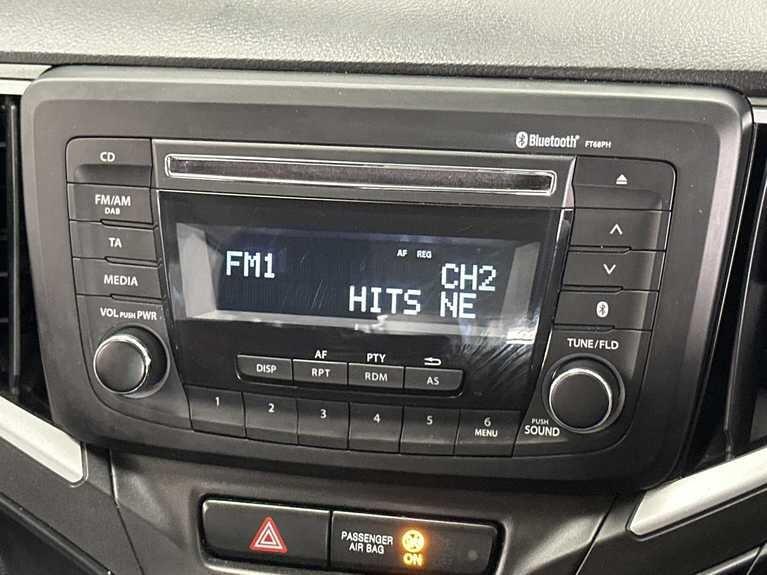 Bluetooth® FT68PH
CD
FM/AM
DAB
TA
MEDIA
VOL PUSH PWR
AF REG
FM1 CH2
HITS NE
TUNE/FLD
AF PTY
DISP RPT RDM AS
1 2 3 4 5 6
MENU
PUSH
SOUND
PASSENGER
AIR BAG
ON